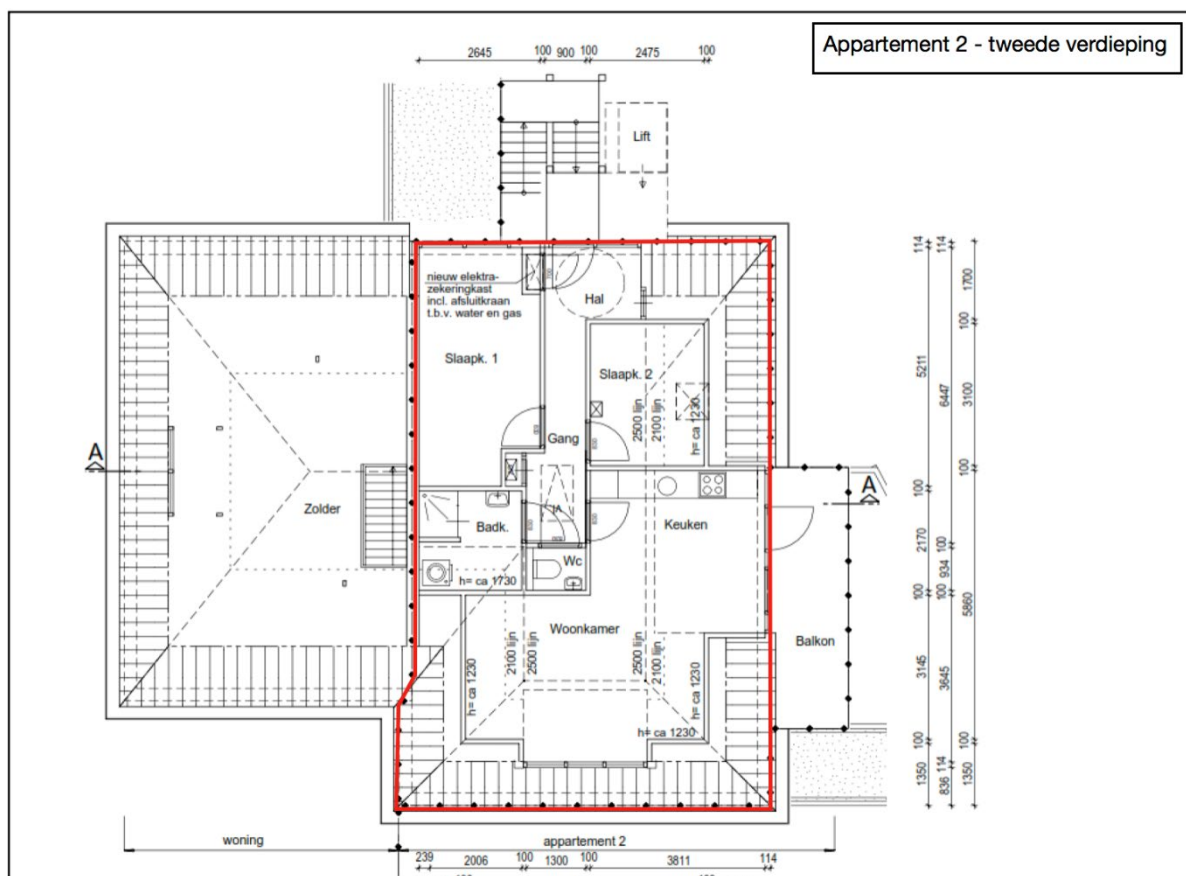 Appartement 2 - tweede verdieping
2645
100
900
100
2475
100
Lift
nieuw elektra-
zekeringkast
incl. afsluitkraan
t.b.v. water en gas
Hal
Slaapk. 1
Slaapk. 2
2500 lijn
2100 lijn
h= ca 1230
Gang
A
A
Zolder
Badk.
Keuken
Wc
h= ca 1730
Woonkamer
Balkon
2100 lijn
2500 lijn
2500 lijn
2100 lijn
h= ca 1230
h= ca 1230
h= ca 1230
114
5211
100
2170
100
3145
100
1350
114
6447
100
934
100
3645
114
836
1700
100
3100
100
5860
100
1350
woning
appartement 2
239
2006
100
1300
100
3811
114